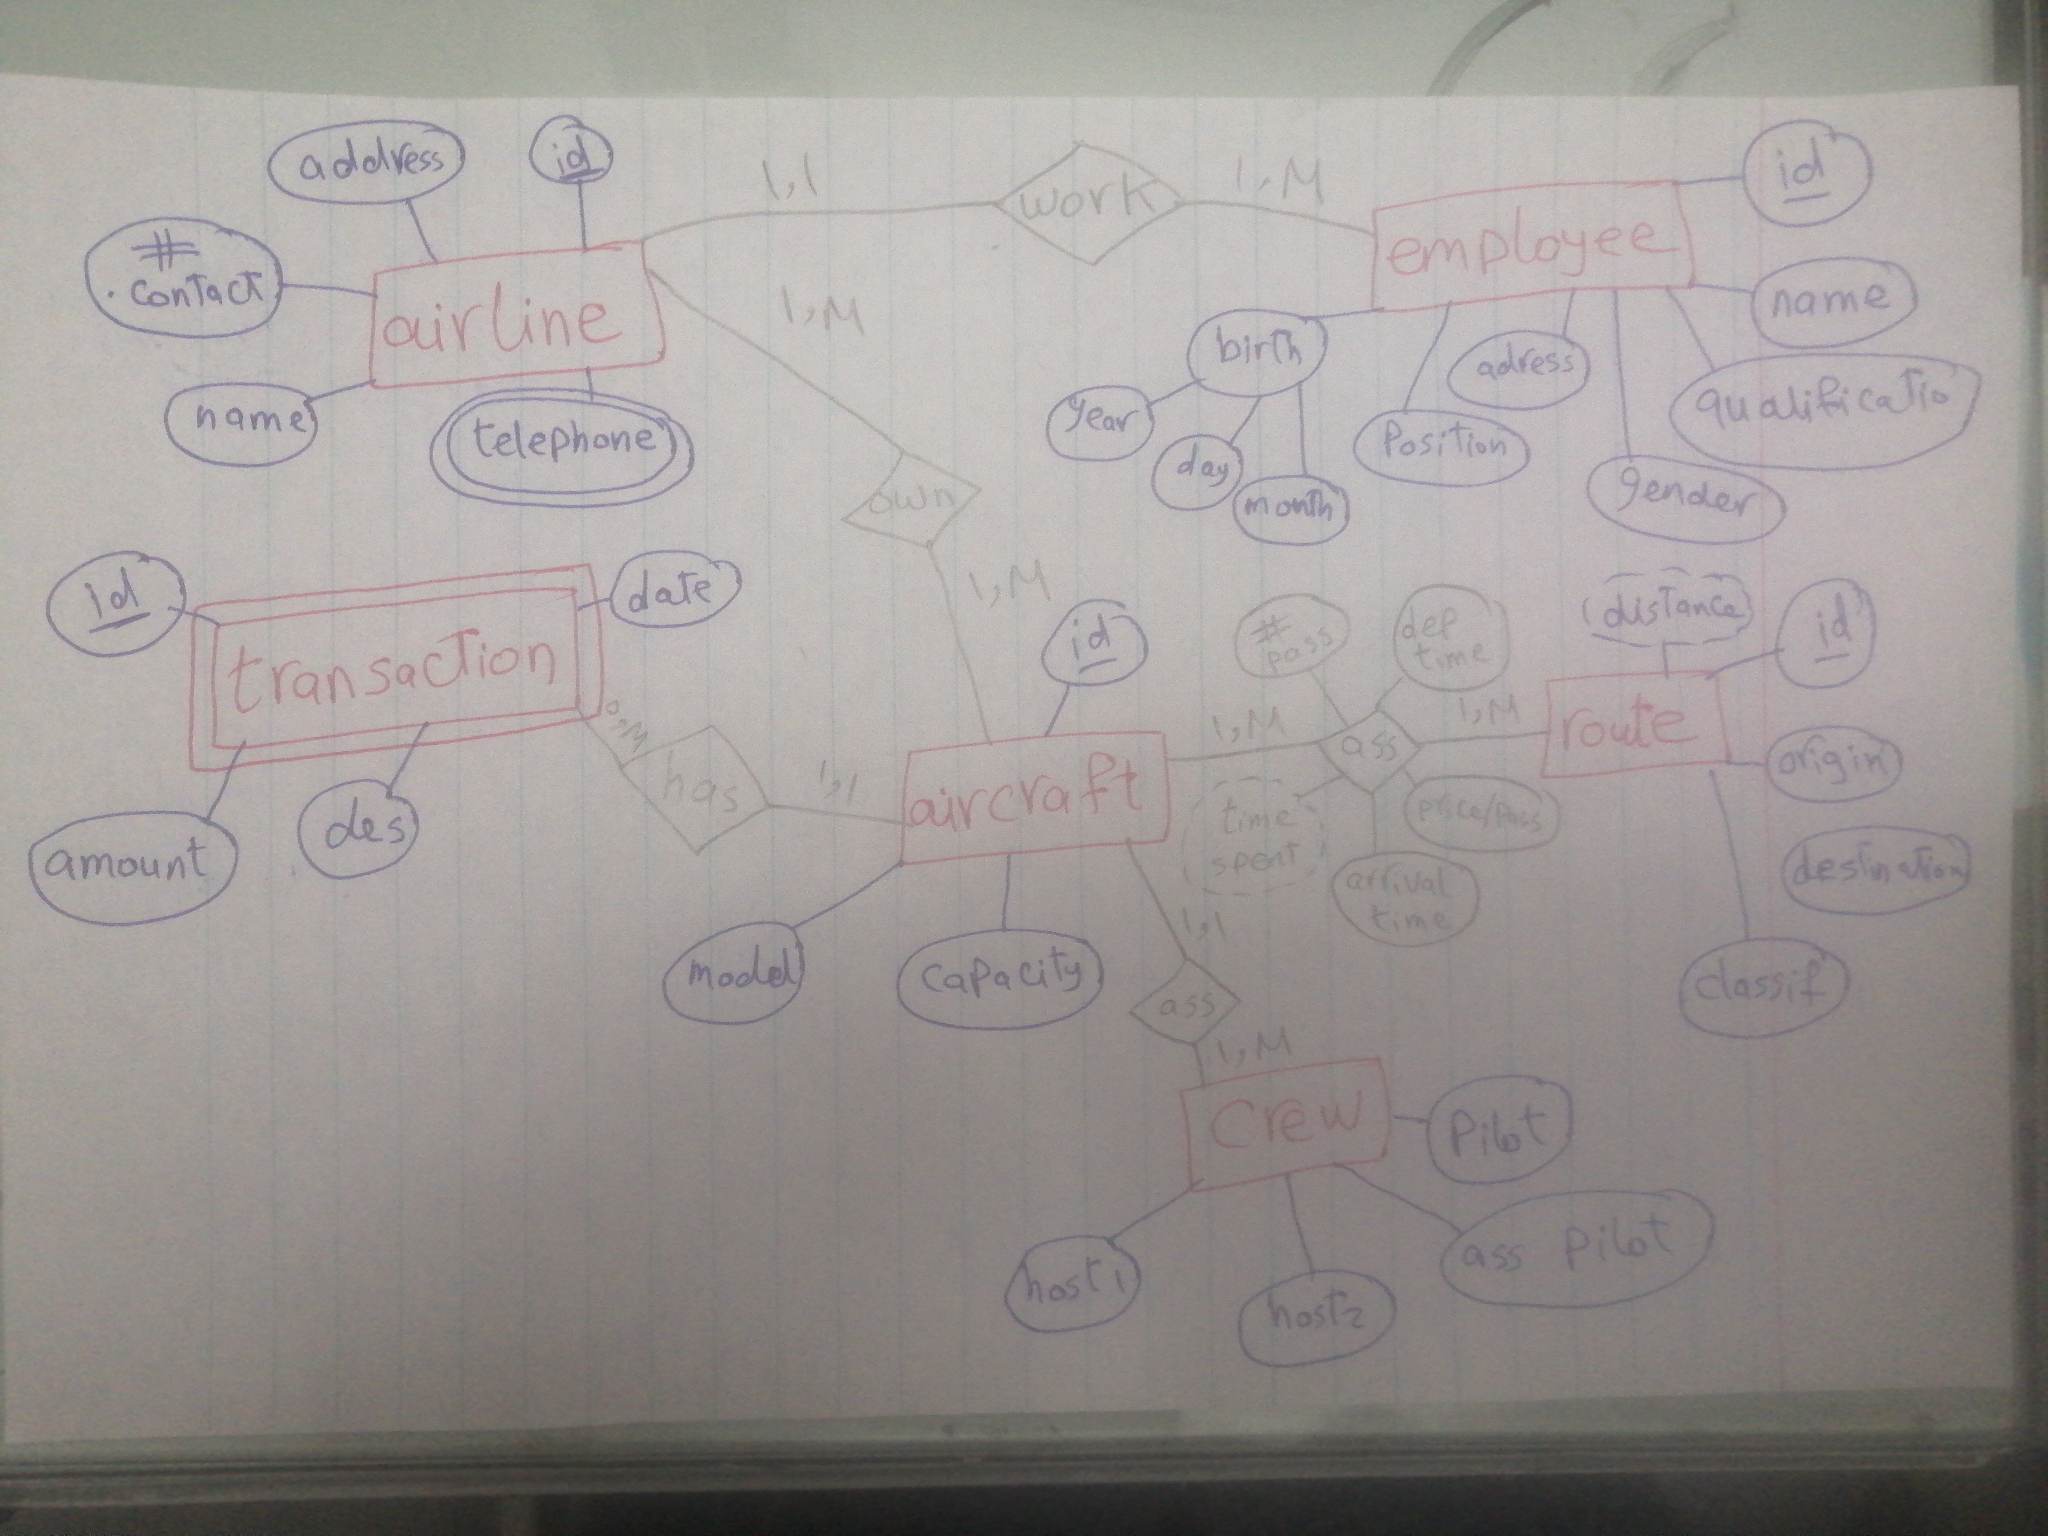 address
id
#
contact
airline
name
telephone
1,1
work
1,M
employee
id
name
birth
year
day
month
Position
adress
gender
qualificatio
1,M
own
1,M
id
transaction
date
amount
des
0,M
has
1,1
id
aircraft
model
capacity
1,M
ass
1,M
#
pass
dep
time
time
spent
arrival
time
price/pass
distance
id
route
origin
destination
classif
1,1
ass
1,M
Crew
Pilot
ass Pilot
host1
host2